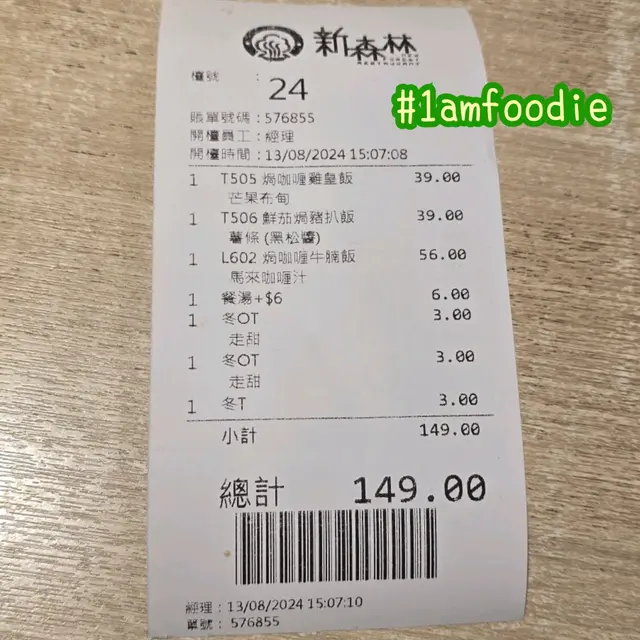 新森林
#1amfoodie
檯號 :
24
賬單號碼 : 576855
開檯員工 : 經理
開檯時間 : 13/08/2024 15:07:08
1 T505 焗咖喱雞皇飯 39.00
芒果布甸
1 T506 鮮茄焗豬扒飯 39.00
薯條 (黑松醬)
1 L602 焗咖喱牛腩飯 56.00
馬來咖喱汁
1 餐湯+$6 6.00
1 冬OT 3.00
走甜
1 冬OT 3.00
走甜
1 冬T 3.00
小計 149.00
總計 149.00
經理 : 13/08/2024 15:07:10
單號 : 576855